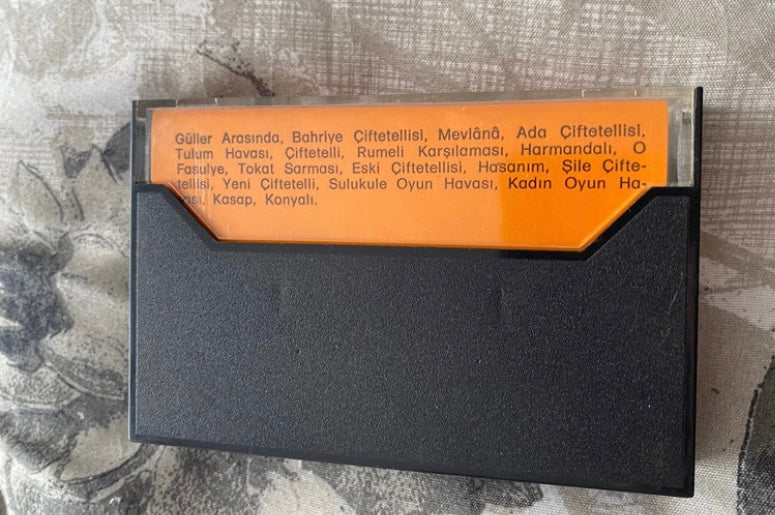 Güller Arasında, Bahriye Çiftetellisi, Mevlânâ, Ada Çiftetellisi,
Tulum Havası, Çiftetelli, Rumeli Karşılaması, Harmandalı, O
Fasulye, Tokat Sarması, Eski Çiftetellisi, Hasanım, Şile Çifte-
tellisi, Yeni Çiftetelli, Sulukule Oyun Havası, Kadın Oyun Ha-
vası, Kasap, Konyalı.